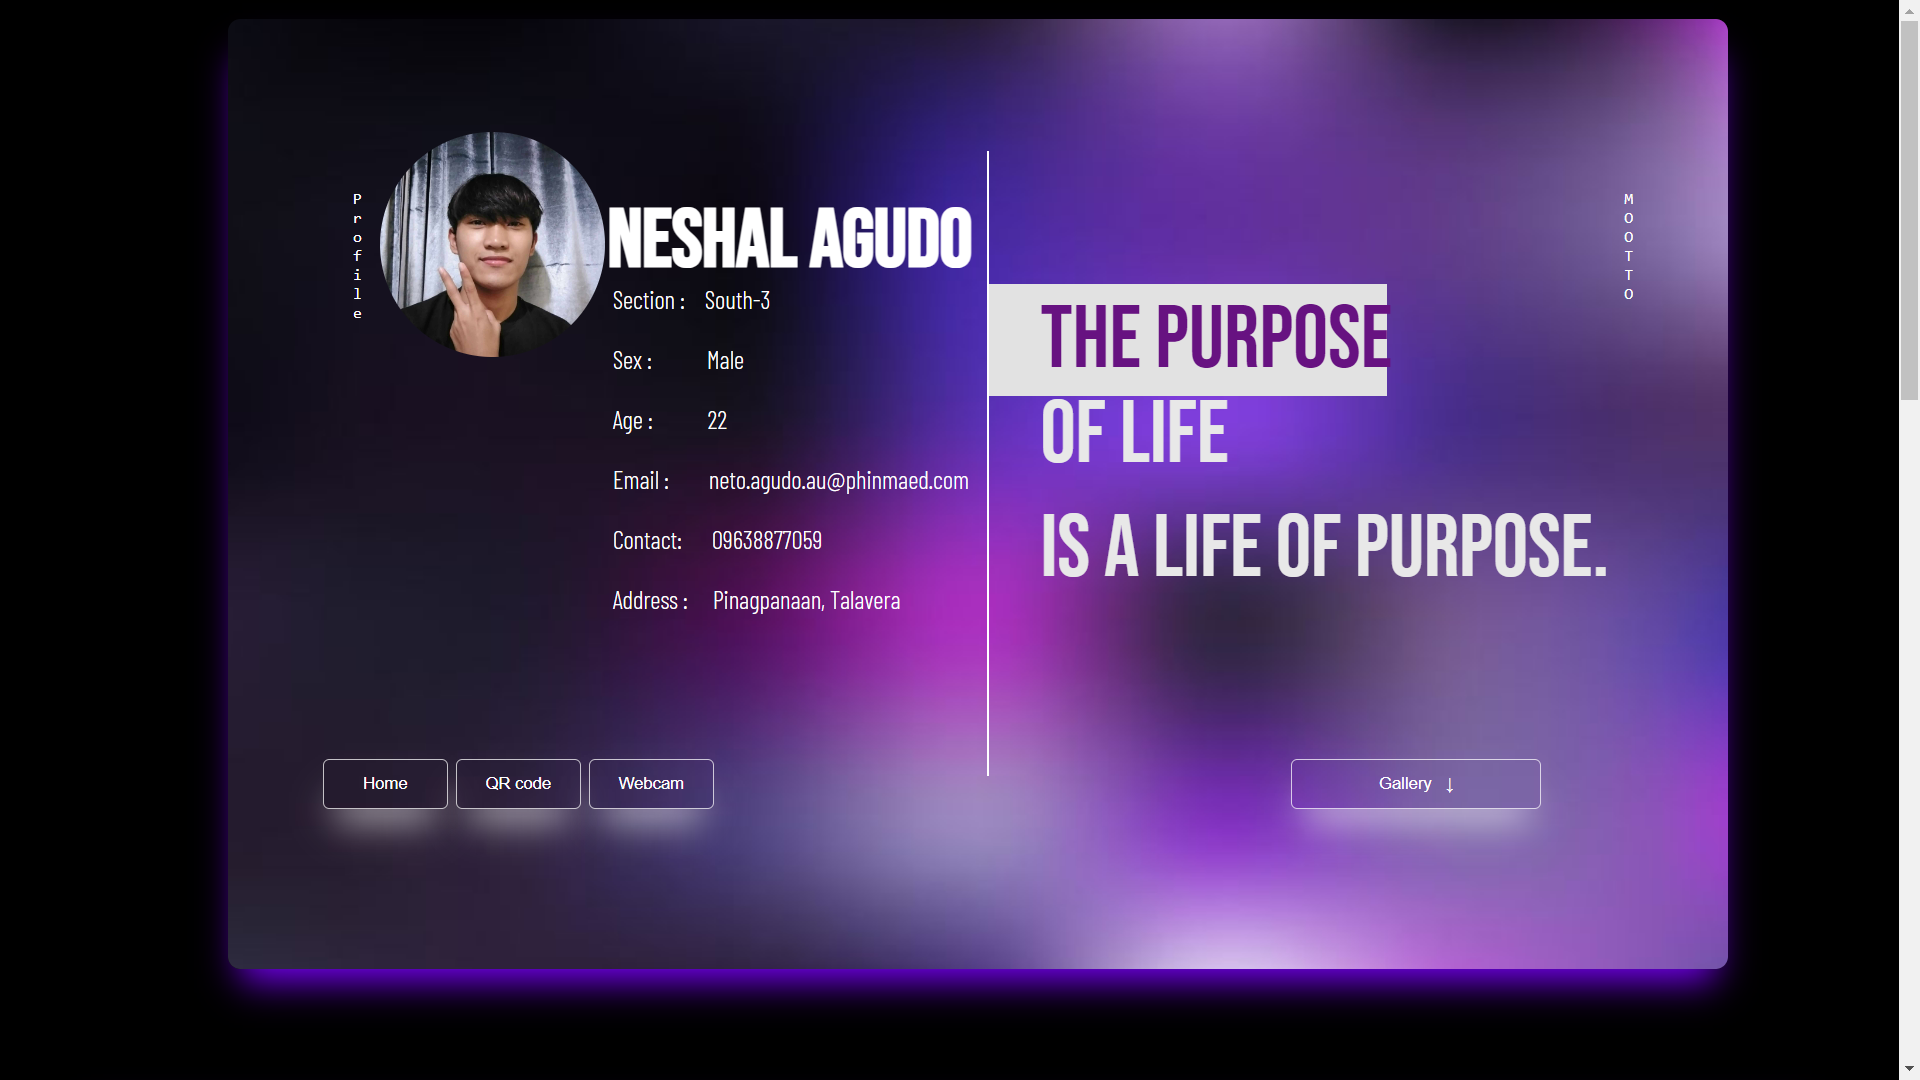 Profile
NESHAL AGUDO
Section : South-3
Sex : Male
Age : 22
Email : neto.agudo.au@phinmaed.com
Contact: 09638877059
Address : Pinagpanaan, Talavera
THE PURPOSE
OF LIFE
IS A LIFE OF PURPOSE.
MOOTTO
Home
QR code
Webcam
Gallery ↓